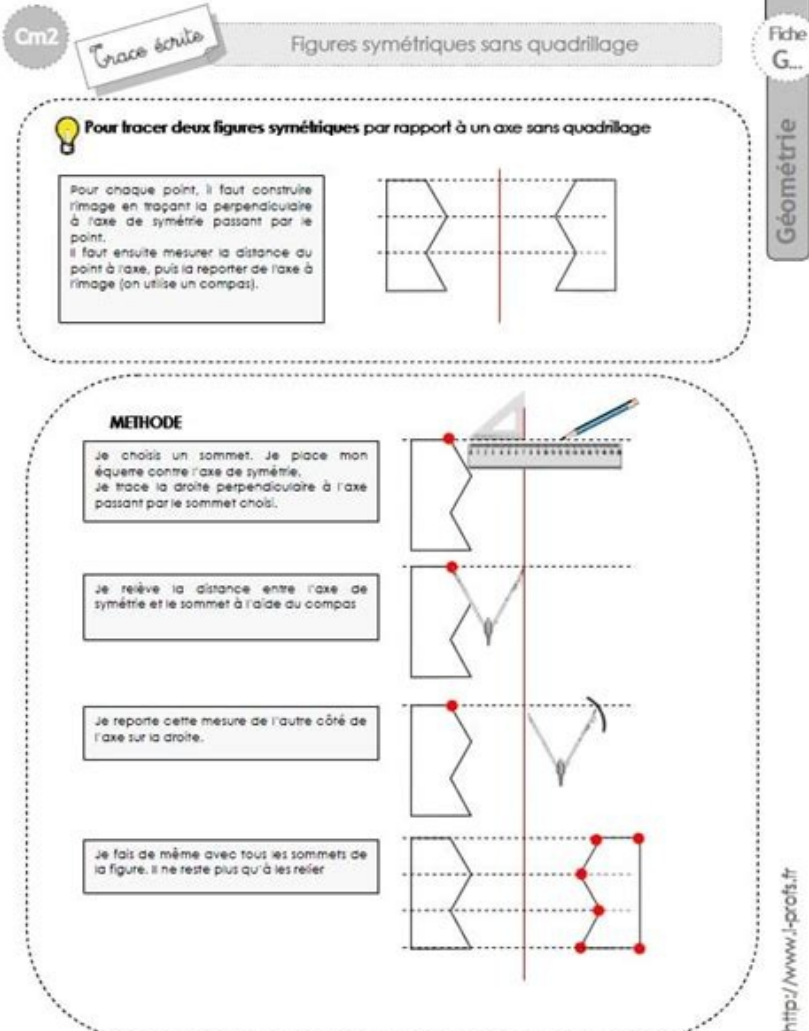 Cm2
Trace écrite
Figures symétriques sans quadrillage
Fiche
G...
Géométrie
Pour tracer deux figures symétriques par rapport à un axe sans quadrillage
Pour chaque point, il faut construire
l'image en traçant la perpendiculaire
à l'axe de symétrie passant par le
point.
Il faut ensuite mesurer la distance du
point à l'axe, puis la reporter de l'axe à
l'image (on utilise un compas).
METHODE
Je choisis un sommet. Je place mon
équerre contre l'axe de symétrie.
Je trace la droite perpendiculaire à l'axe
passant par le sommet choisi.
Je relève la distance entre l'axe de
symétrie et le sommet à l'aide du compas
Je reporte cette mesure de l'autre côté de
l'axe sur la droite.
Je fais de même avec tous les sommets de
la figure. Il ne reste plus qu'à les relier
http://www.i-profs.fr